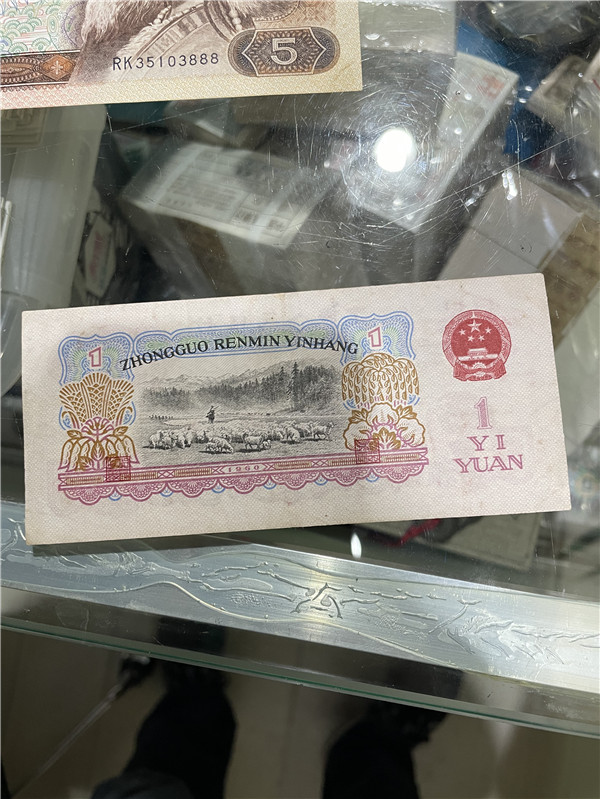 RK35103888
5
1
1
ZHONGGUO RENMIN YINHANG
1960
1
YI
YUAN